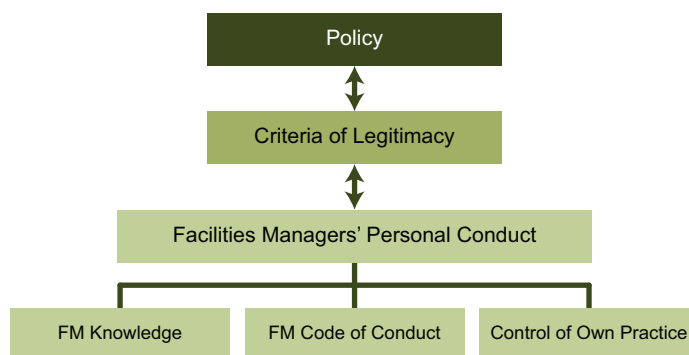 Policy
Criteria of Legitimacy
Facilities Managers’ Personal Conduct
FM Knowledge
FM Code of Conduct
Control of Own Practice